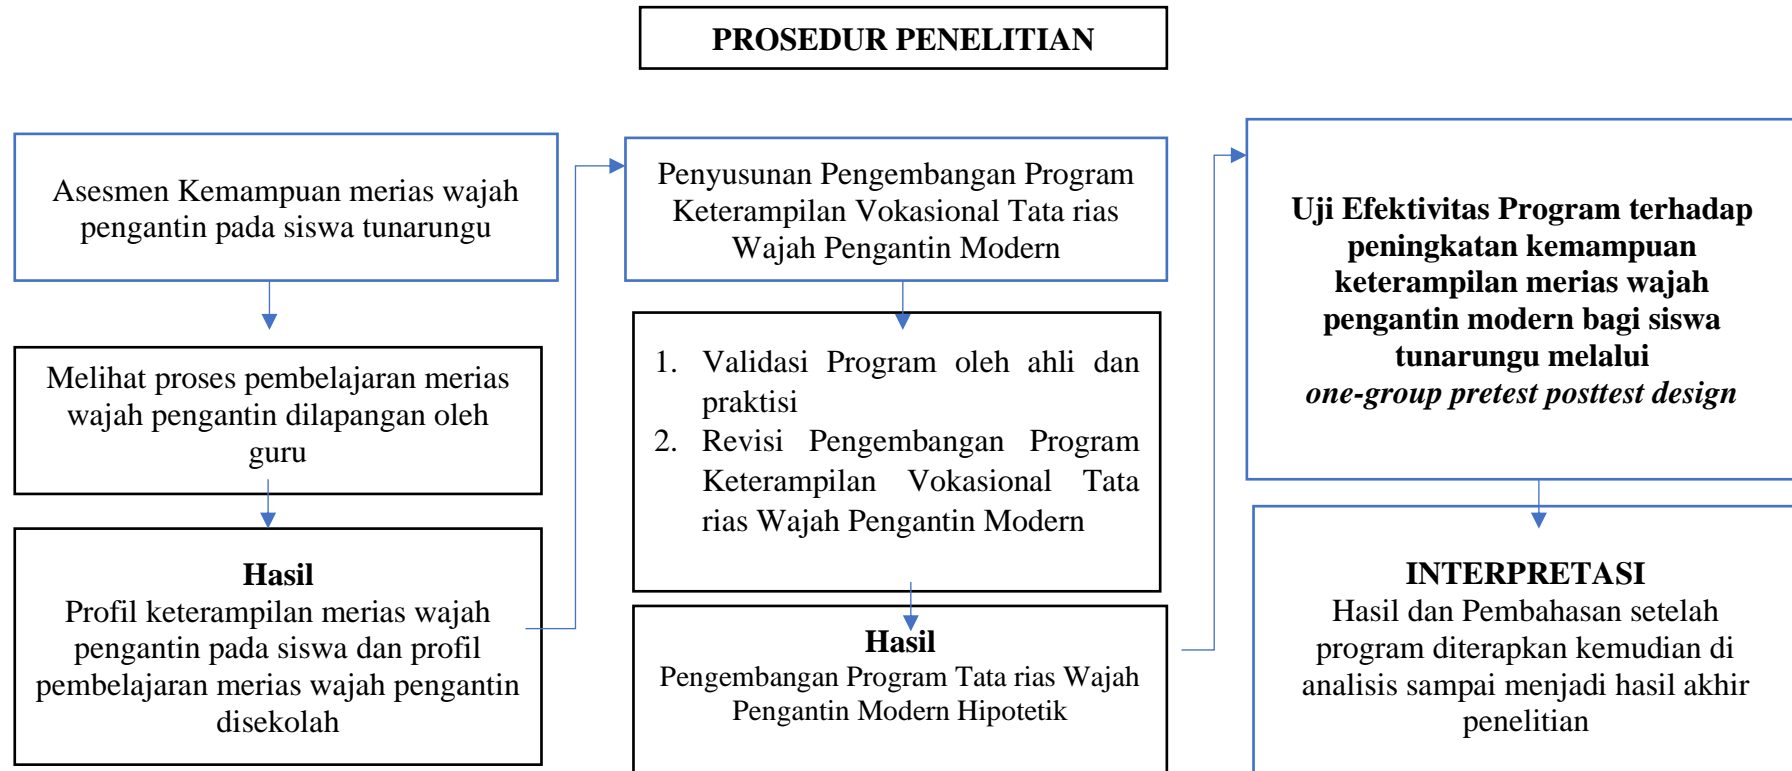 PROSEDUR PENELITIAN
Asesmen Kemampuan merias wajah
pengantin pada siswa tunarungu
Melihat proses pembelajaran merias
wajah pengantin dilapangan oleh
guru
Hasil
Profil keterampilan merias wajah
pengantin pada siswa dan profil
pembelajaran merias wajah pengantin
disekolah
Penyusunan Pengembangan Program
Keterampilan Vokasional Tata rias
Wajah Pengantin Modern
1. Validasi Program oleh ahli dan
praktisi
2. Revisi Pengembangan Program
Keterampilan Vokasional Tata
rias Wajah Pengantin Modern
Hasil
Pengembangan Program Tata rias Wajah
Pengantin Modern Hipotetik
Uji Efektivitas Program terhadap
peningkatan kemampuan
keterampilan merias wajah
pengantin modern bagi siswa
tunarungu melalui
one-group pretest posttest design
INTERPRETASI
Hasil dan Pembahasan setelah
program diterapkan kemudian di
analisis sampai menjadi hasil akhir
penelitian